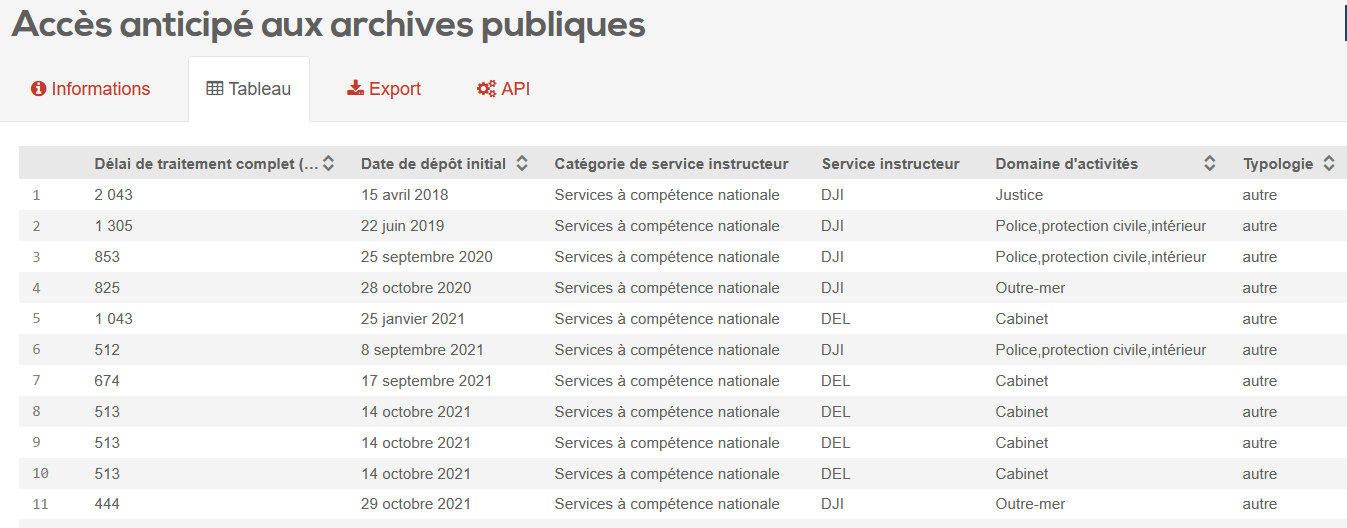 Accès anticipé aux archives publiques
Informations Tableau Export API
Délai de traitement complet (... Date de dépôt initial Catégorie de service instructeur Service instructeur Domaine d'activités Typologie
1 2 043 15 avril 2018 Services à compétence nationale DJI Justice autre
2 1 305 22 juin 2019 Services à compétence nationale DJI Police,protection civile,intérieur autre
3 853 25 septembre 2020 Services à compétence nationale DJI Police,protection civile,intérieur autre
4 825 28 octobre 2020 Services à compétence nationale DJI Outre-mer autre
5 1 043 25 janvier 2021 Services à compétence nationale DEL Cabinet autre
6 512 8 septembre 2021 Services à compétence nationale DJI Police,protection civile,intérieur autre
7 674 17 septembre 2021 Services à compétence nationale DEL Cabinet autre
8 513 14 octobre 2021 Services à compétence nationale DEL Cabinet autre
9 513 14 octobre 2021 Services à compétence nationale DEL Cabinet autre
10 513 14 octobre 2021 Services à compétence nationale DEL Cabinet autre
11 444 29 octobre 2021 Services à compétence nationale DJI Outre-mer autre